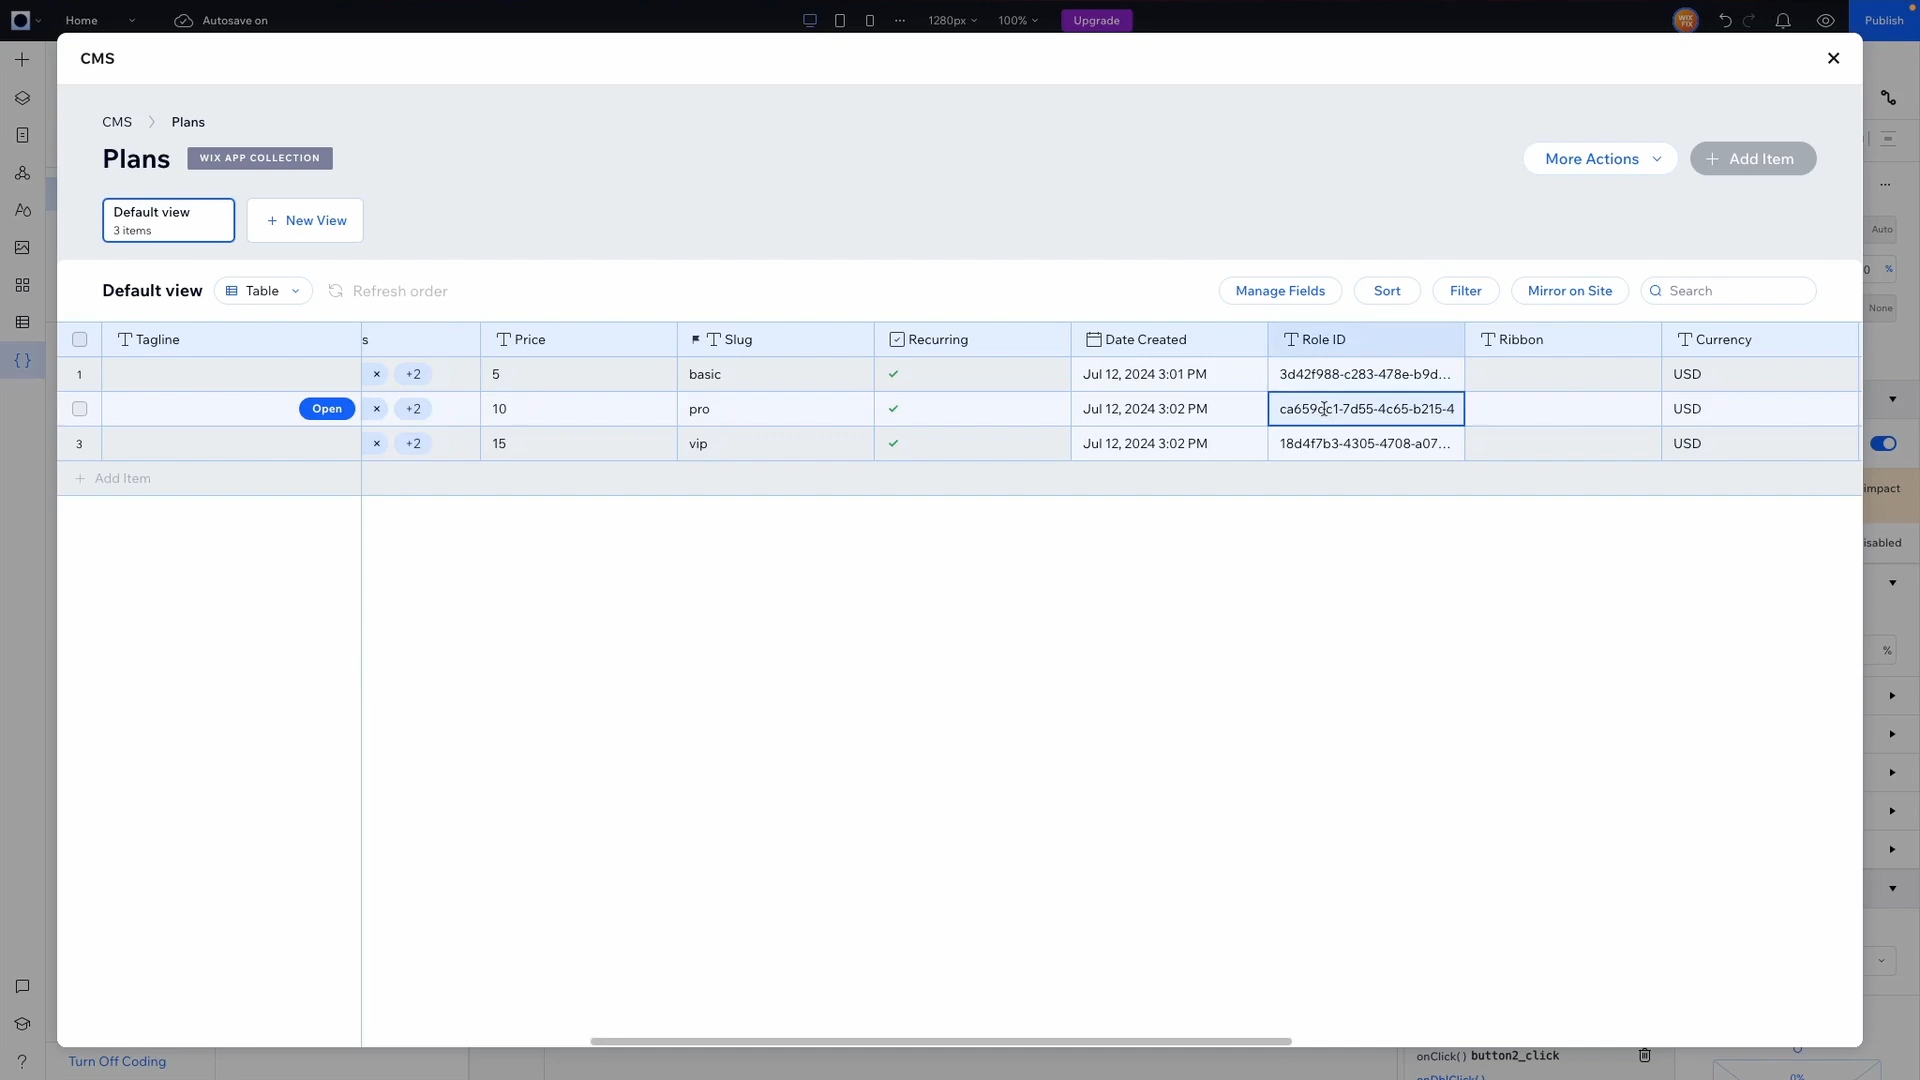 Home
Autosave on
1280px
100%
Upgrade
WIX
FIX
Publish
CMS
CMS
Plans
Plans
WIX APP COLLECTION
More Actions
+ Add Item
Default view
3 items
+ New View
Default view
Table
Refresh order
Manage Fields
Sort
Filter
Mirror on Site
Search
Tagline
s
Price
Slug
Recurring
Date Created
Role ID
Ribbon
Currency
1
× +2
5
basic
Jul 12, 2024 3:01 PM
3d42f988-c283-478e-b9d...
USD
Open
× +2
10
pro
Jul 12, 2024 3:02 PM
USD
3
× +2
15
vip
Jul 12, 2024 3:02 PM
18d4f7b3-4305-4708-a07...
USD
+ Add Item
Auto
0 %
None
impact
isabled
%
Turn Off Coding
onClick() button2_click
0%
?